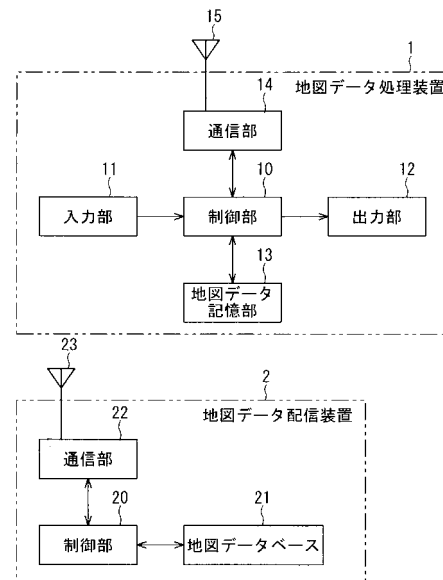 15
1
地図データ処理装置
14
通信部
11
入力部
10
制御部
12
出力部
13
地図データ
記憶部
23
2
地図データ配信装置
22
通信部
20
制御部
21
地図データベース